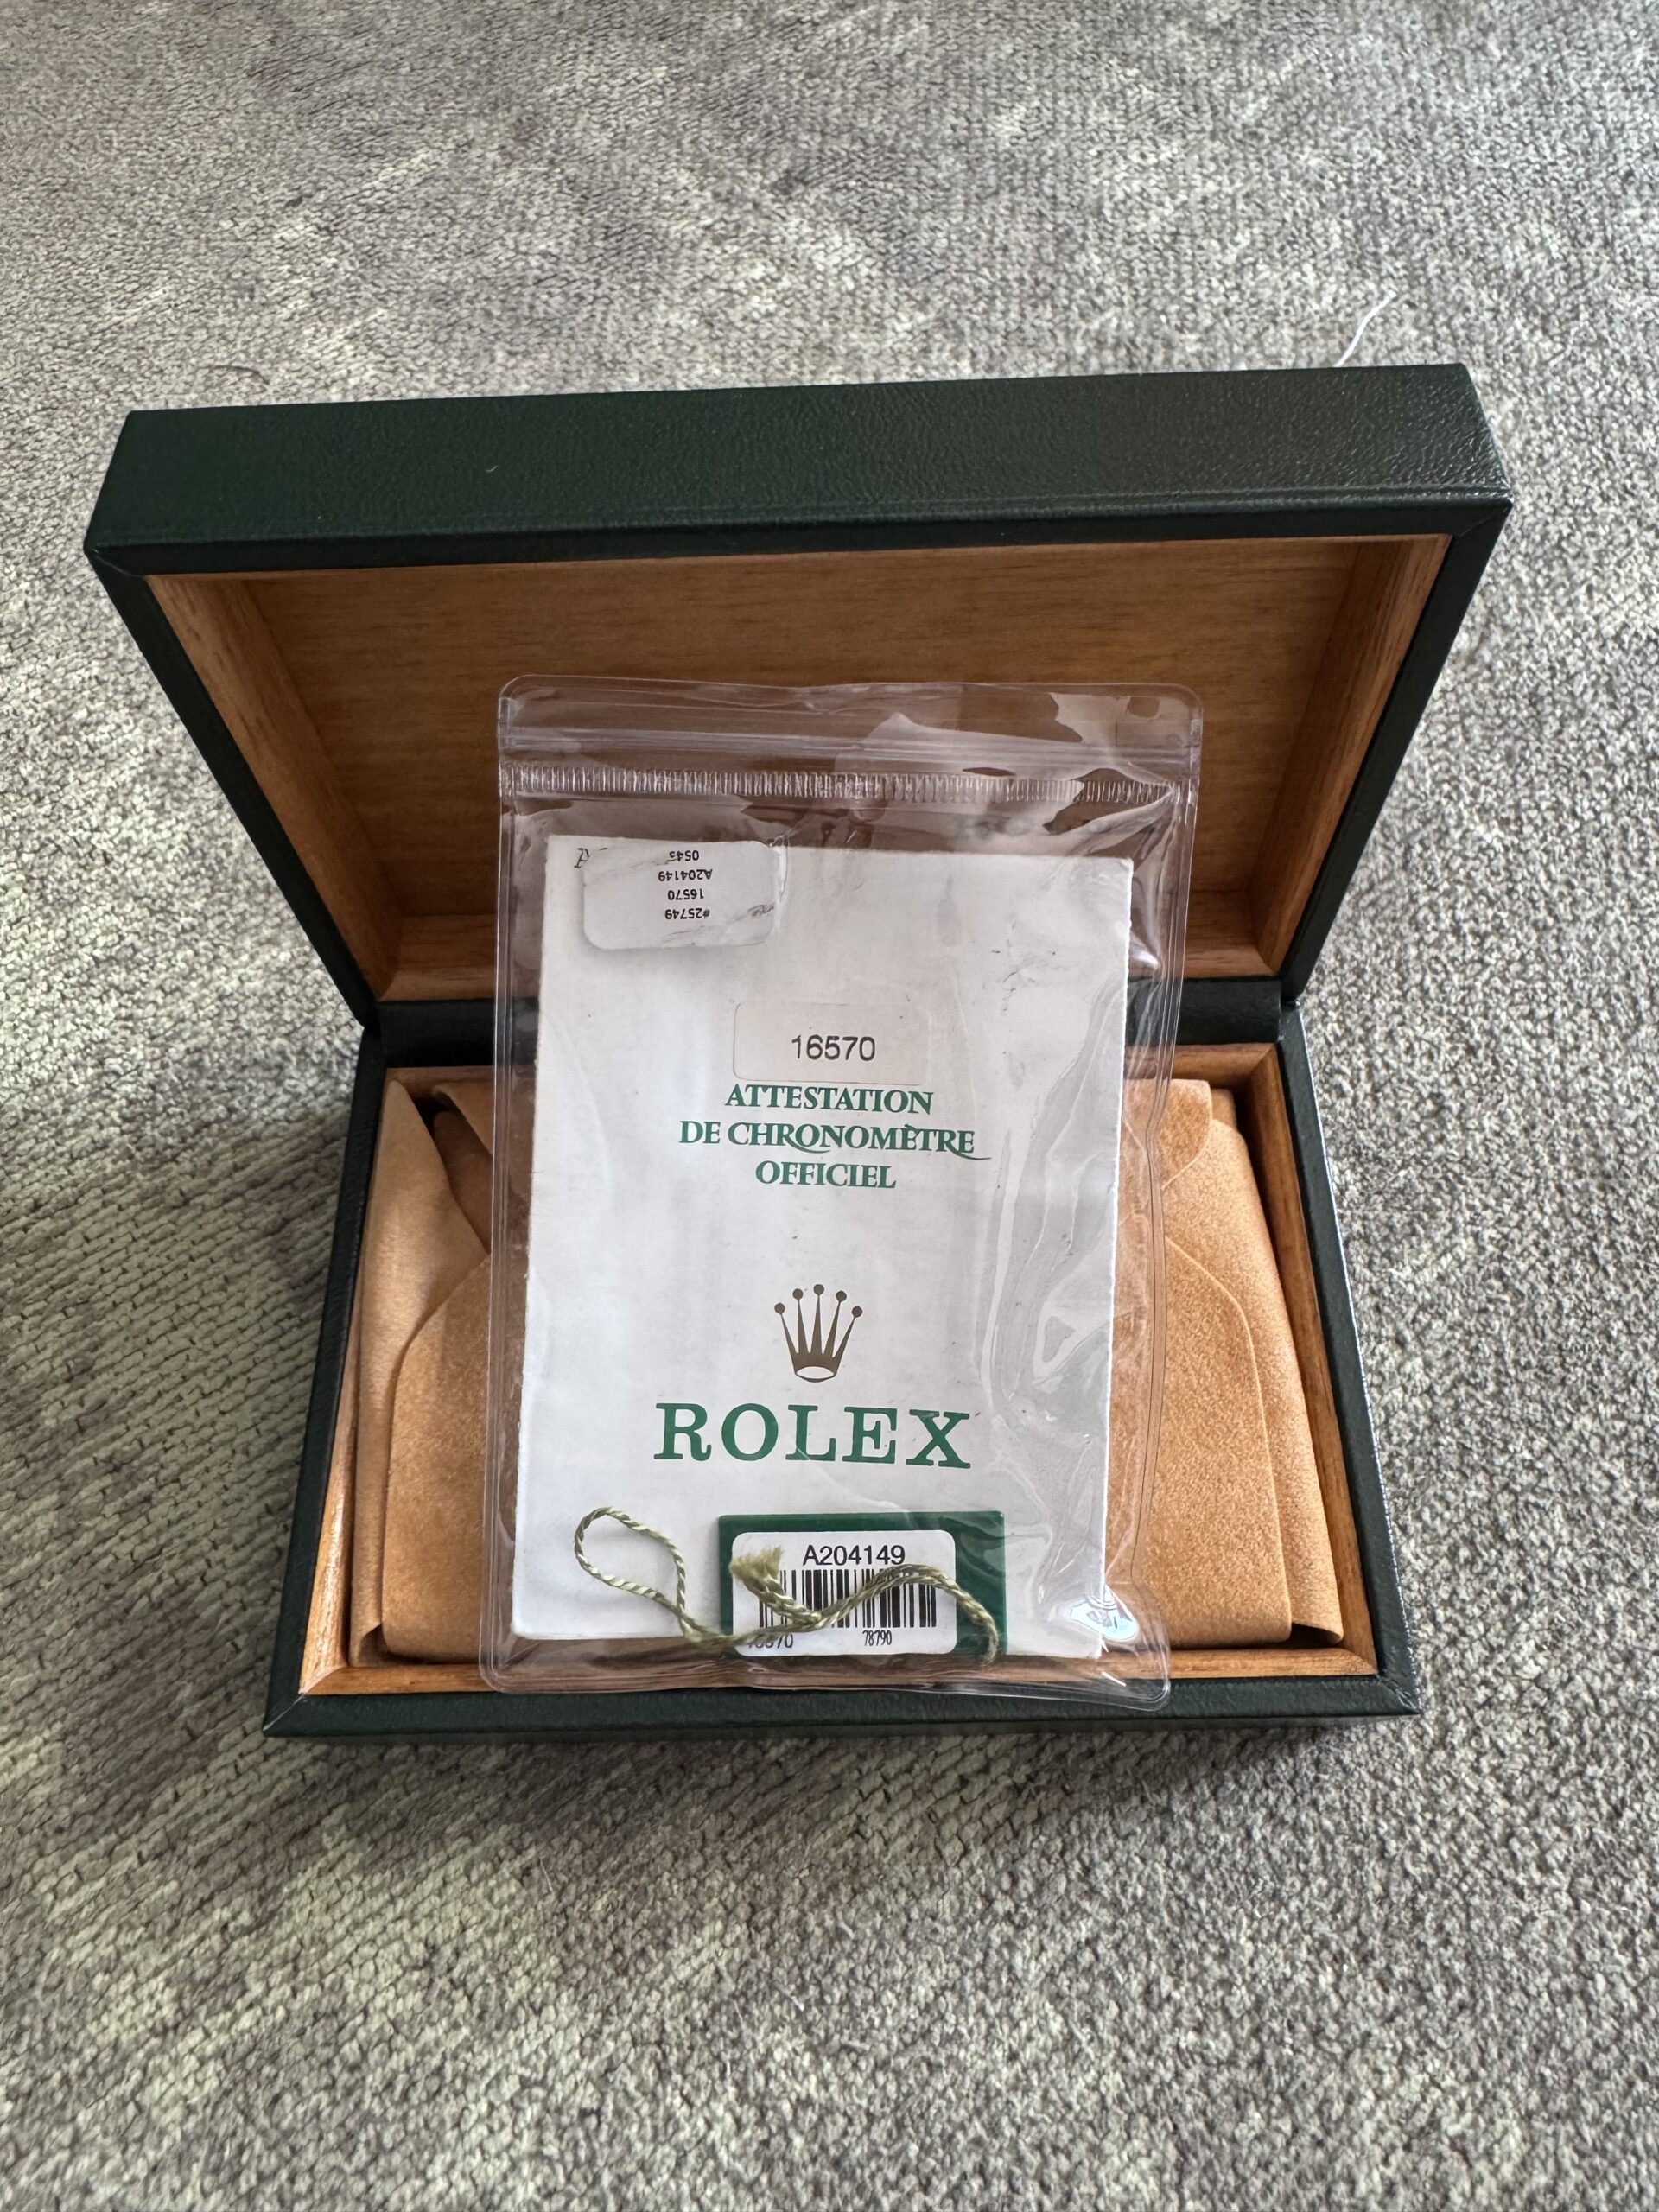 0545
A204149
16570
#25749
16570
ATTESTATION
DE CHRONOMÈTRE
OFFICIEL
ROLEX
A204149
78790